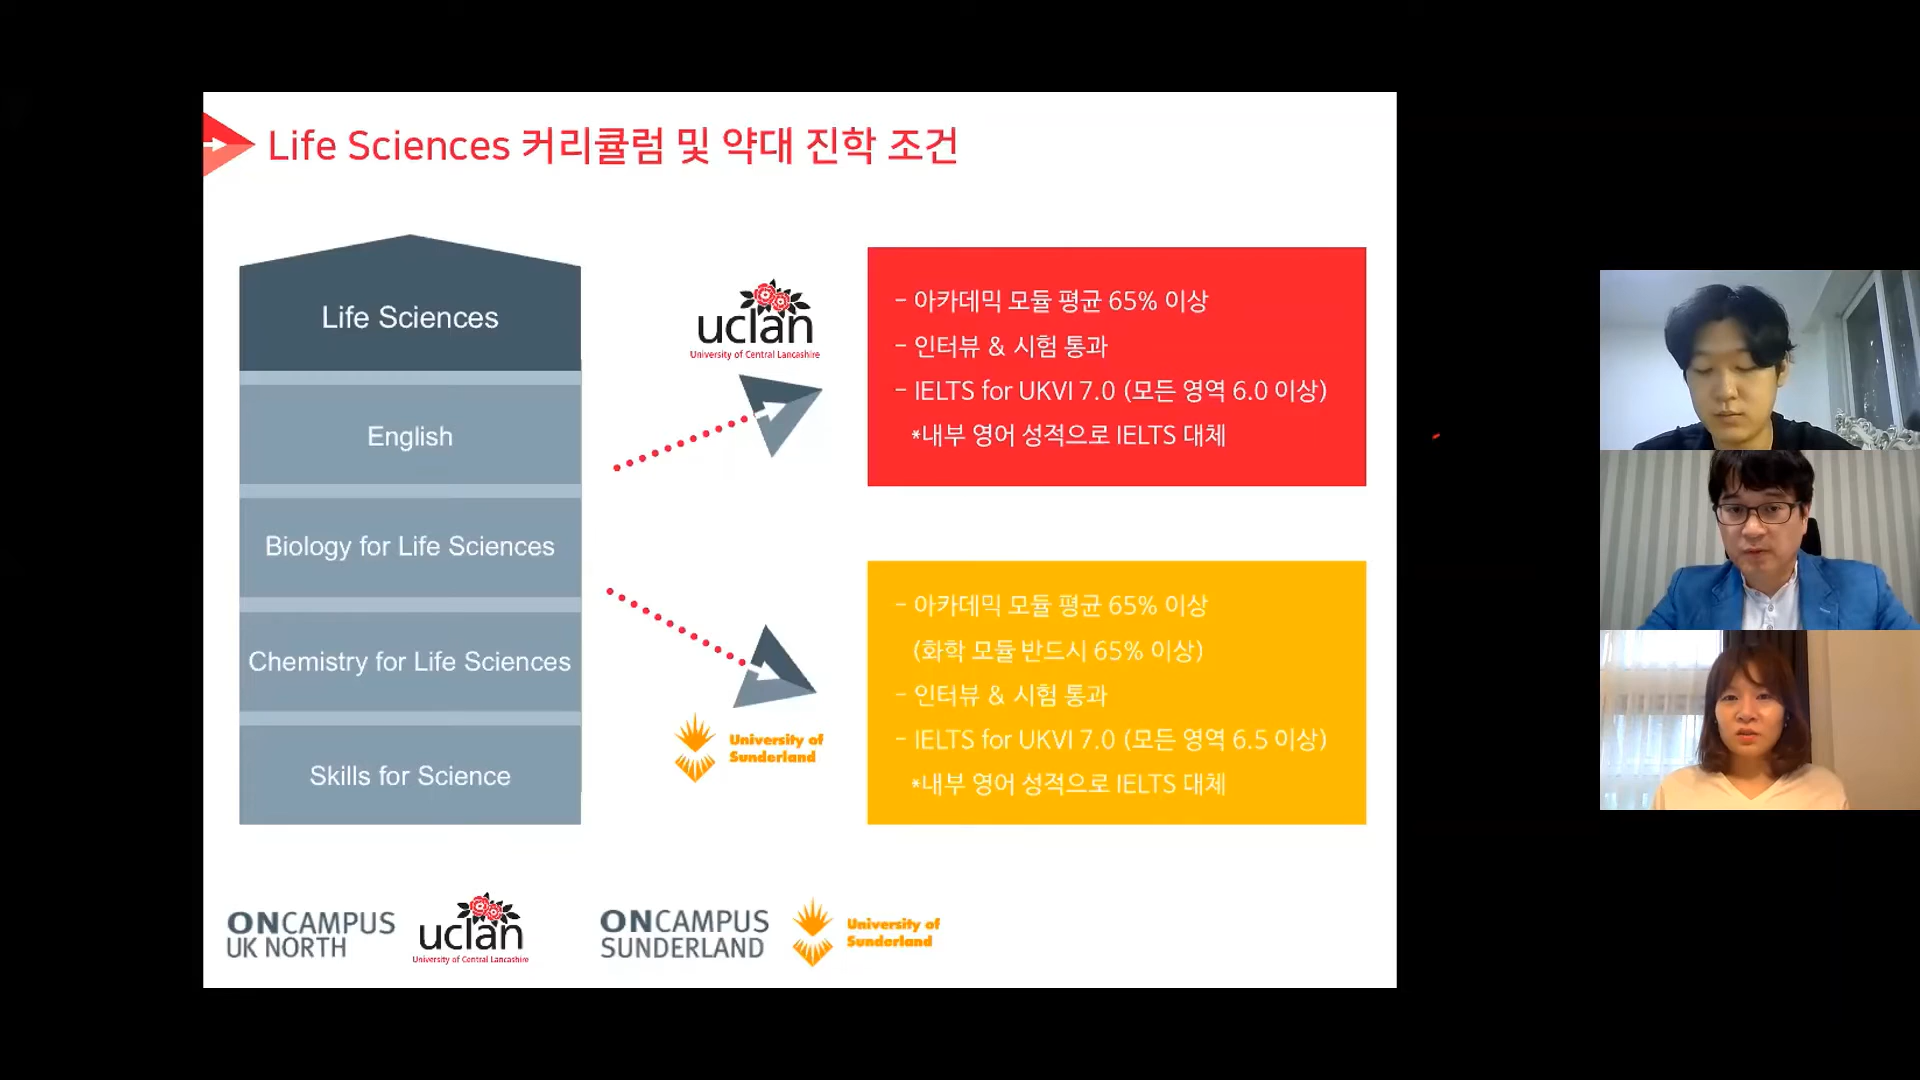 Life Sciences 커리큘럼 및 약대 진학 조건
Life Sciences
English
Biology for Life Sciences
Chemistry for Life Sciences
Skills for Science
uclan
University of Central Lancashire
- 아카데믹 모듈 평균 65% 이상
- 인터뷰 & 시험 통과
- IELTS for UKVI 7.0 (모든 영역 6.0 이상)
*내부 영어 성적으로 IELTS 대체
University of
Sunderland
- 아카데믹 모듈 평균 65% 이상
(화학 모듈 반드시 65% 이상)
- 인터뷰 & 시험 통과
- IELTS for UKVI 7.0 (모든 영역 6.5 이상)
*내부 영어 성적으로 IELTS 대체
ONCAMPUS
UK NORTH
uclan
University of Central Lancashire
ONCAMPUS
SUNDERLAND
University of
Sunderland